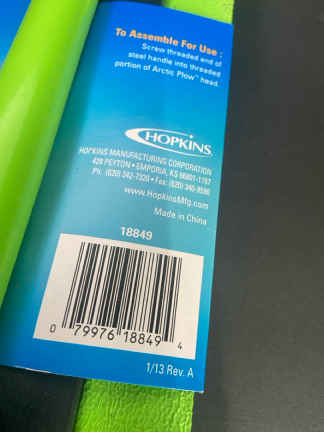 To Assemble For Use :
Screw threaded end of
steel handle into threaded
portion of Arctic Plow™ head.
HOPKINS
HOPKINS MANUFACTURING CORPORATION
428 PEYTON • EMPORIA, KS 66801-1157
Ph. (620) 342-7320 • Fax: (620) 340-8590
www.HopkinsMfg.com
Made in China
18849
0 79976 18849 4
1/13 Rev. A